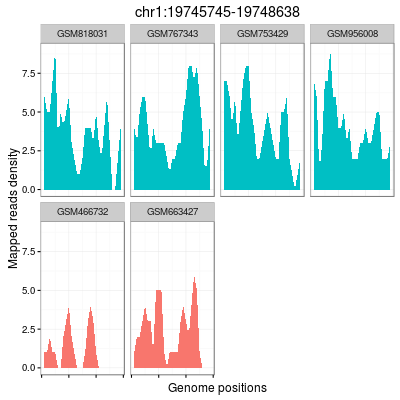 chr1:19745745-19748638
GSM818031 GSM767343 GSM753429 GSM956008
7.5
5.0
2.5
0.0
Mapped reads density
GSM466732 GSM663427
7.5
5.0
2.5
0.0
Genome positions